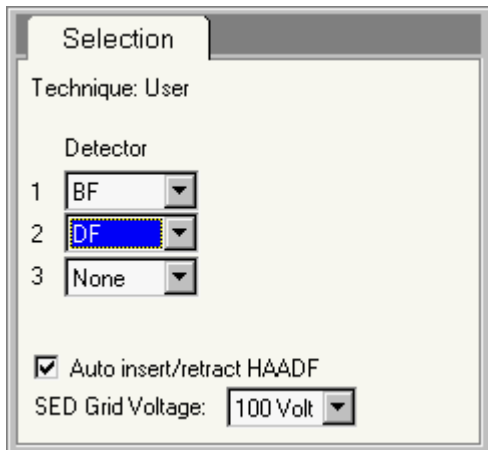 Selection
Technique: User
Detector
1 BF
2 DF
3 None
Auto insert/retract HAADF
SED Grid Voltage: 100 Volt